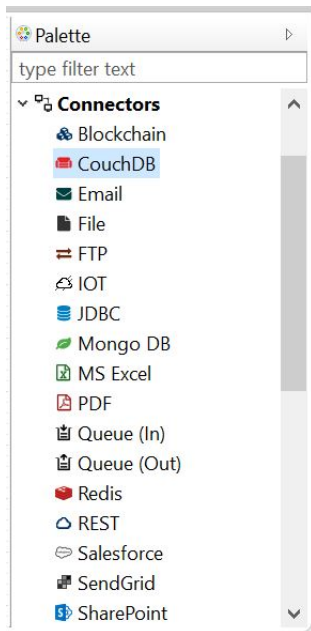 Palette
type filter text
Connectors
Blockchain
CouchDB
Email
File
FTP
IOT
JDBC
Mongo DB
MS Excel
PDF
Queue (In)
Queue (Out)
Redis
REST
Salesforce
SendGrid
SharePoint